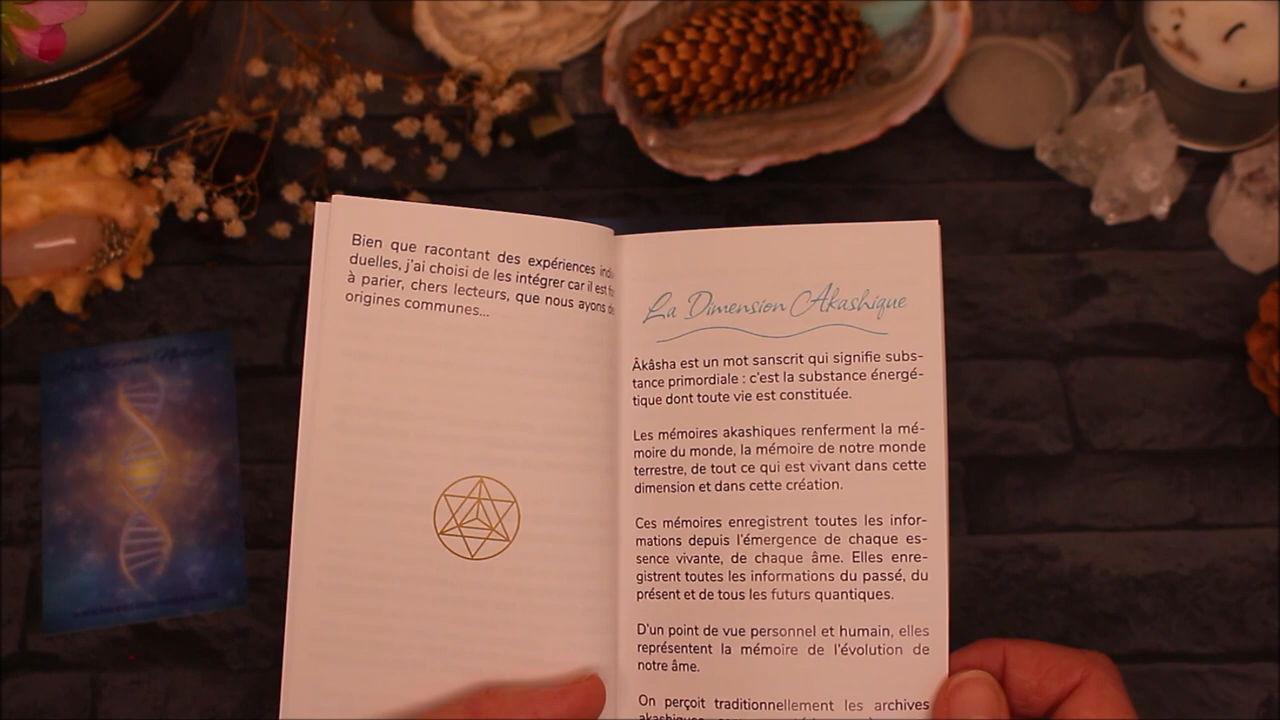 Bien que racontant des expériences indi
duelles, j'ai choisi de les intégrer car il est
à parier, chers lecteurs, que nous ayons
origines communes...
La Dimension Akashique
Âkâsha est un mot sanscrit qui signifie subs-
tance primordiale : c'est la substance énergé-
tique dont toute vie est constituée.
Les mémoires akashiques renferment la mé-
moire du monde, la mémoire de notre monde
terrestre, de tout ce qui est vivant dans cette
dimension et dans cette création.
Ces mémoires enregistrent toutes les infor-
mations depuis l'émergence de chaque es-
sence vivante, de chaque âme. Elles enre-
gistrent toutes les informations du passé, du
présent et de tous les futurs quantiques.
D'un point de vue personnel et humain, elles
représentent la mémoire de l'évolution de
notre âme.
On perçoit traditionnellement les archives